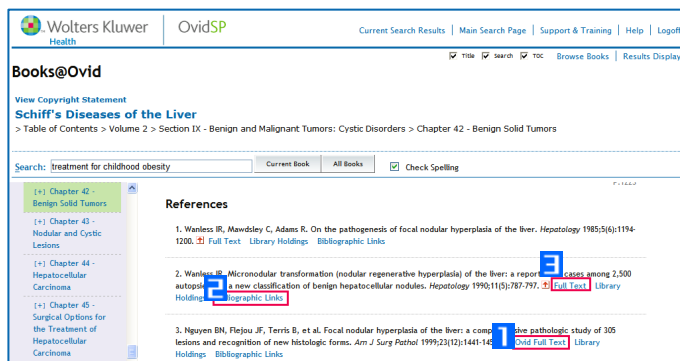 Wolters Kluwer
Health
OvidSP
Current Search Results | Main Search Page | Support & Training | Help | Logoff
Title Search TOC Browse Books | Results Display
Books@Ovid
View Copyright Statement
Schiff's Diseases of the Liver
> Table of Contents > Volume 2 > Section IX - Benign and Malignant Tumors: Cystic Disorders > Chapter 42 - Benign Solid Tumors
Search: treatment for childhood obesity Current Book All Books Check Spelling
[+] Chapter 42 -
Benign Solid Tumors
[+] Chapter 43 -
Nodular and Cystic
Lesions
[+] Chapter 44 -
Hepatocellular
Carcinoma
[+] Chapter 45 -
Surgical Options for
the Treatment of
Hepatocellular
Carcinoma
References
1. Wanless IR, Mawdsley C, Adams R. On the pathogenesis of focal nodular hyperplasia of the liver. Hepatology 1985;5(6):1194-
1200. Full Text Library Holdings Bibliographic Links
2. Wanless IR. Micronodular transformation (nodular regenerative hyperplasia) of the liver: a report cases among 2,500
autopsies a new classification of benign hepatocellular nodules. Hepatology 1990;11(5):787-797. Full Text Library
Holdings Bibliographic Links
3. Nguyen BN, Flejou JF, Terris B, et al. Focal nodular hyperplasia of the liver: a comprehensive pathologic study of 305
lesions and recognition of new histologic forms. Am J Surg Pathol 1999;23(12):1441-145 Ovid Full Text Library
Holdings Bibliographic Links
3
2
1